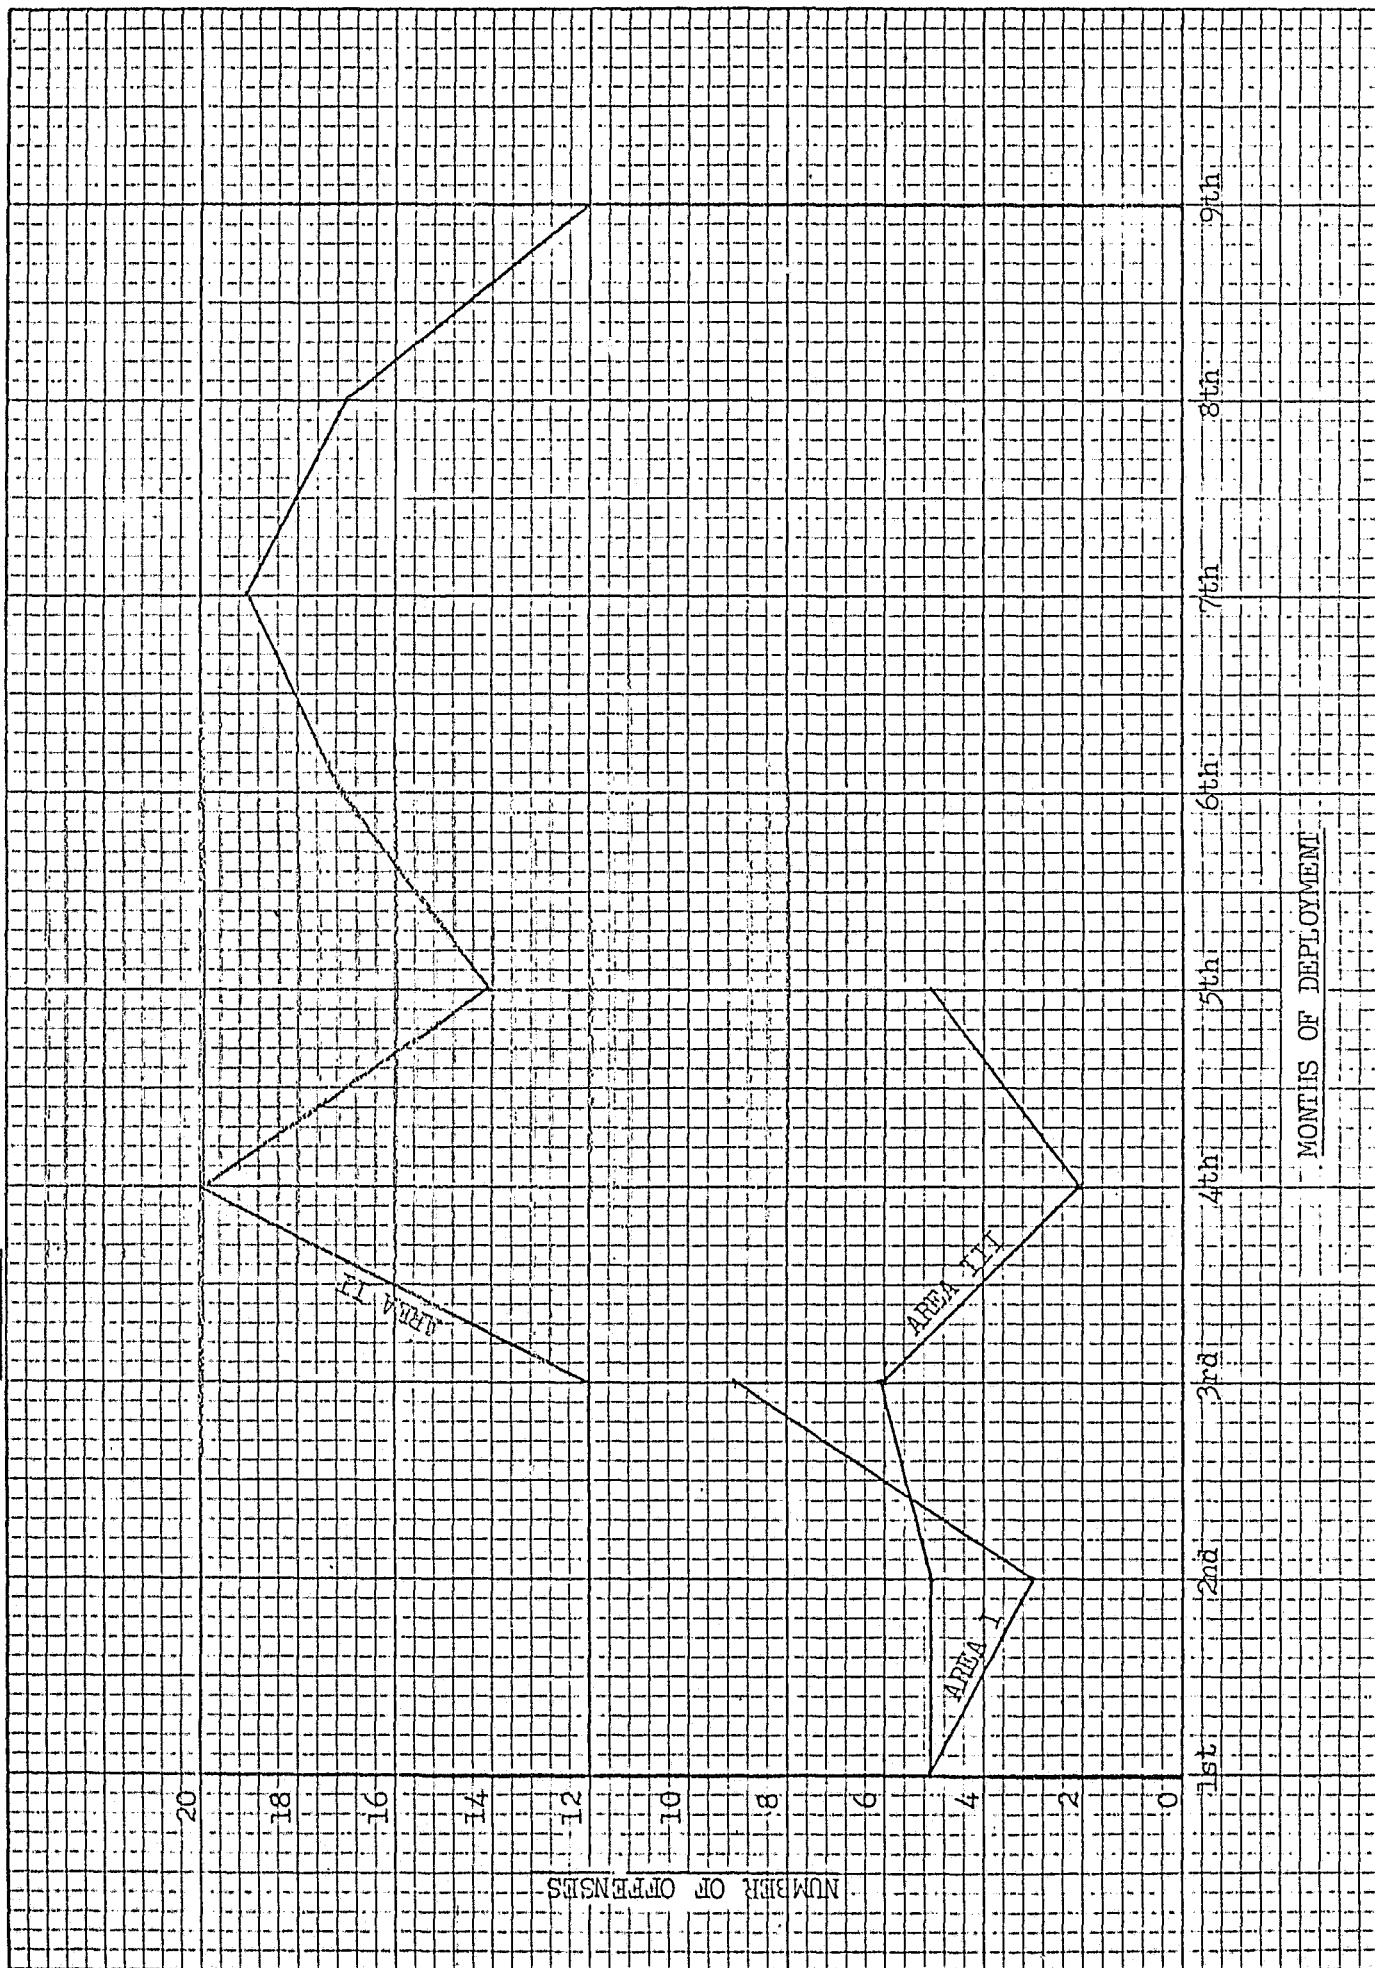 20
18
16
14
12
10
8
6
4
2
0
NUMBER OF OFFENSES
AREA II
AREA III
AREA I
1st
2nd
3rd
4th
5th
6th
7th
8th
9th
MONTHS OF DEPLOYMENT